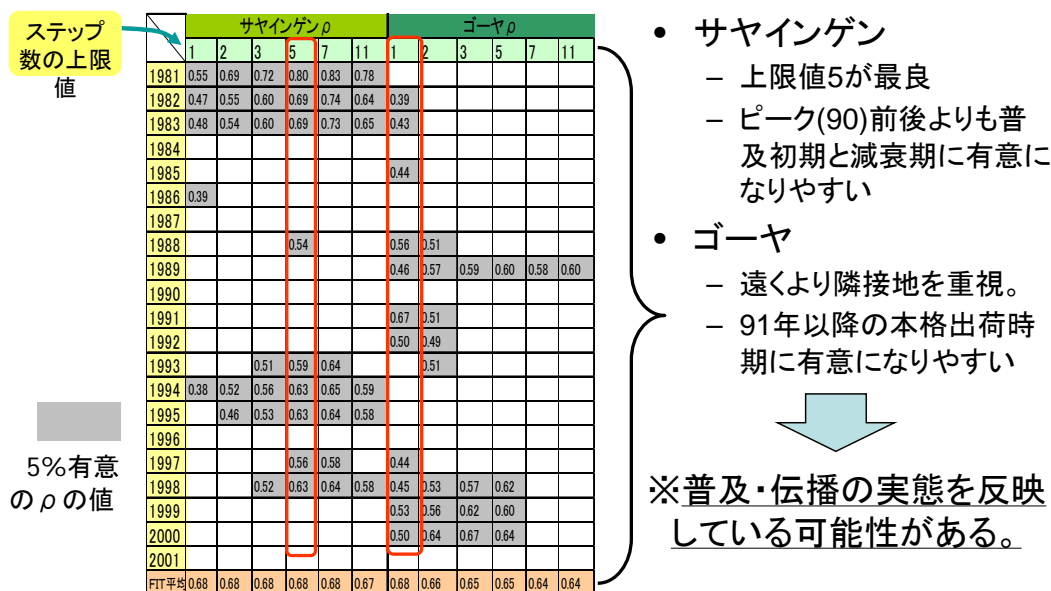 ステップ
数の上限
値
サヤインゲンρ ゴーヤρ
1 2 3 5 7 11 1 2 3 5 7 11
1981 0.55 0.69 0.72 0.80 0.83 0.78
1982 0.47 0.55 0.60 0.69 0.74 0.64 0.39
1983 0.48 0.54 0.60 0.69 0.73 0.65 0.43
1984
1985 0.44
1986 0.39
1987
1988 0.54 0.56 0.51
1989 0.46 0.57 0.59 0.60 0.58 0.60
1990
1991 0.67 0.51
1992 0.50 0.49
1993 0.51 0.59 0.64 0.51
1994 0.38 0.52 0.56 0.63 0.65 0.59
1995 0.46 0.53 0.63 0.64 0.58
1996
1997 0.56 0.58 0.44
1998 0.52 0.63 0.64 0.58 0.45 0.53 0.57 0.62
1999 0.53 0.56 0.62 0.60
2000 0.50 0.64 0.67 0.64
2001
FIT平均 0.68 0.68 0.68 0.68 0.68 0.67 0.68 0.66 0.65 0.65 0.64 0.64
5%有意
のρの値
• サヤインゲン
– 上限値5が最良
– ピーク(90)前後よりも普
及初期と減衰期に有意に
なりやすい
• ゴーヤ
– 遠くより隣接地を重視。
– 91年以降の本格出荷時
期に有意になりやすい
※普及・伝播の実態を反映
している可能性がある。